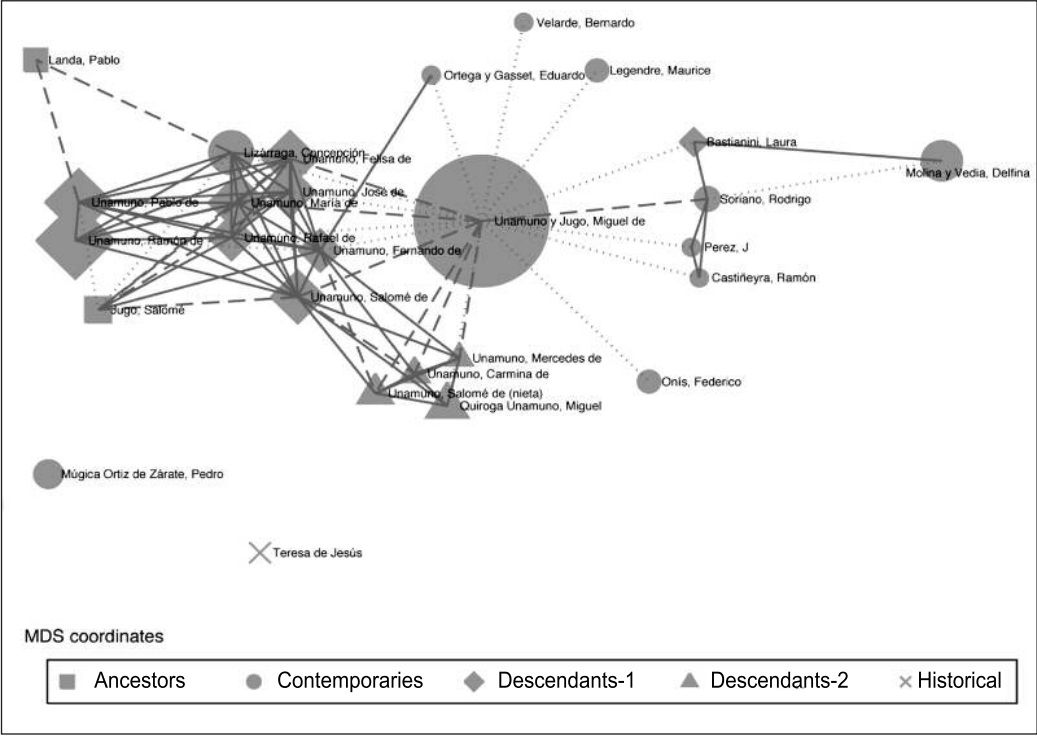 Velarde, Bernardo
Landa, Pablo
Ortega y Gasset, Eduardo
Legendre, Maurice
Lizárraga, Concepción
Unamuno, Felisa de
Bastianini, Laura
Molina y Vedia, Delfina
Unamuno, José de
Unamuno, Pablo de
Unamuno, María de
Soriano, Rodrigo
Unamuno y Jugo, Miguel de
Unamuno, Ramón de
Unamuno, Rafael de
Unamuno, Fernando de
Perez, J
Castiñeyra, Ramón
Unamuno, Salomé de
Jugo, Salomé
Unamuno, Mercedes de
Unamuno, Carmina de
Onís, Federico
Unamuno, Salomé de (nieta)
Quiroga Unamuno, Miguel
Múgica Ortiz de Zárate, Pedro
Teresa de Jesús
MDS coordinates
Ancestors Contemporaries Descendants-1 Descendants-2 Historical